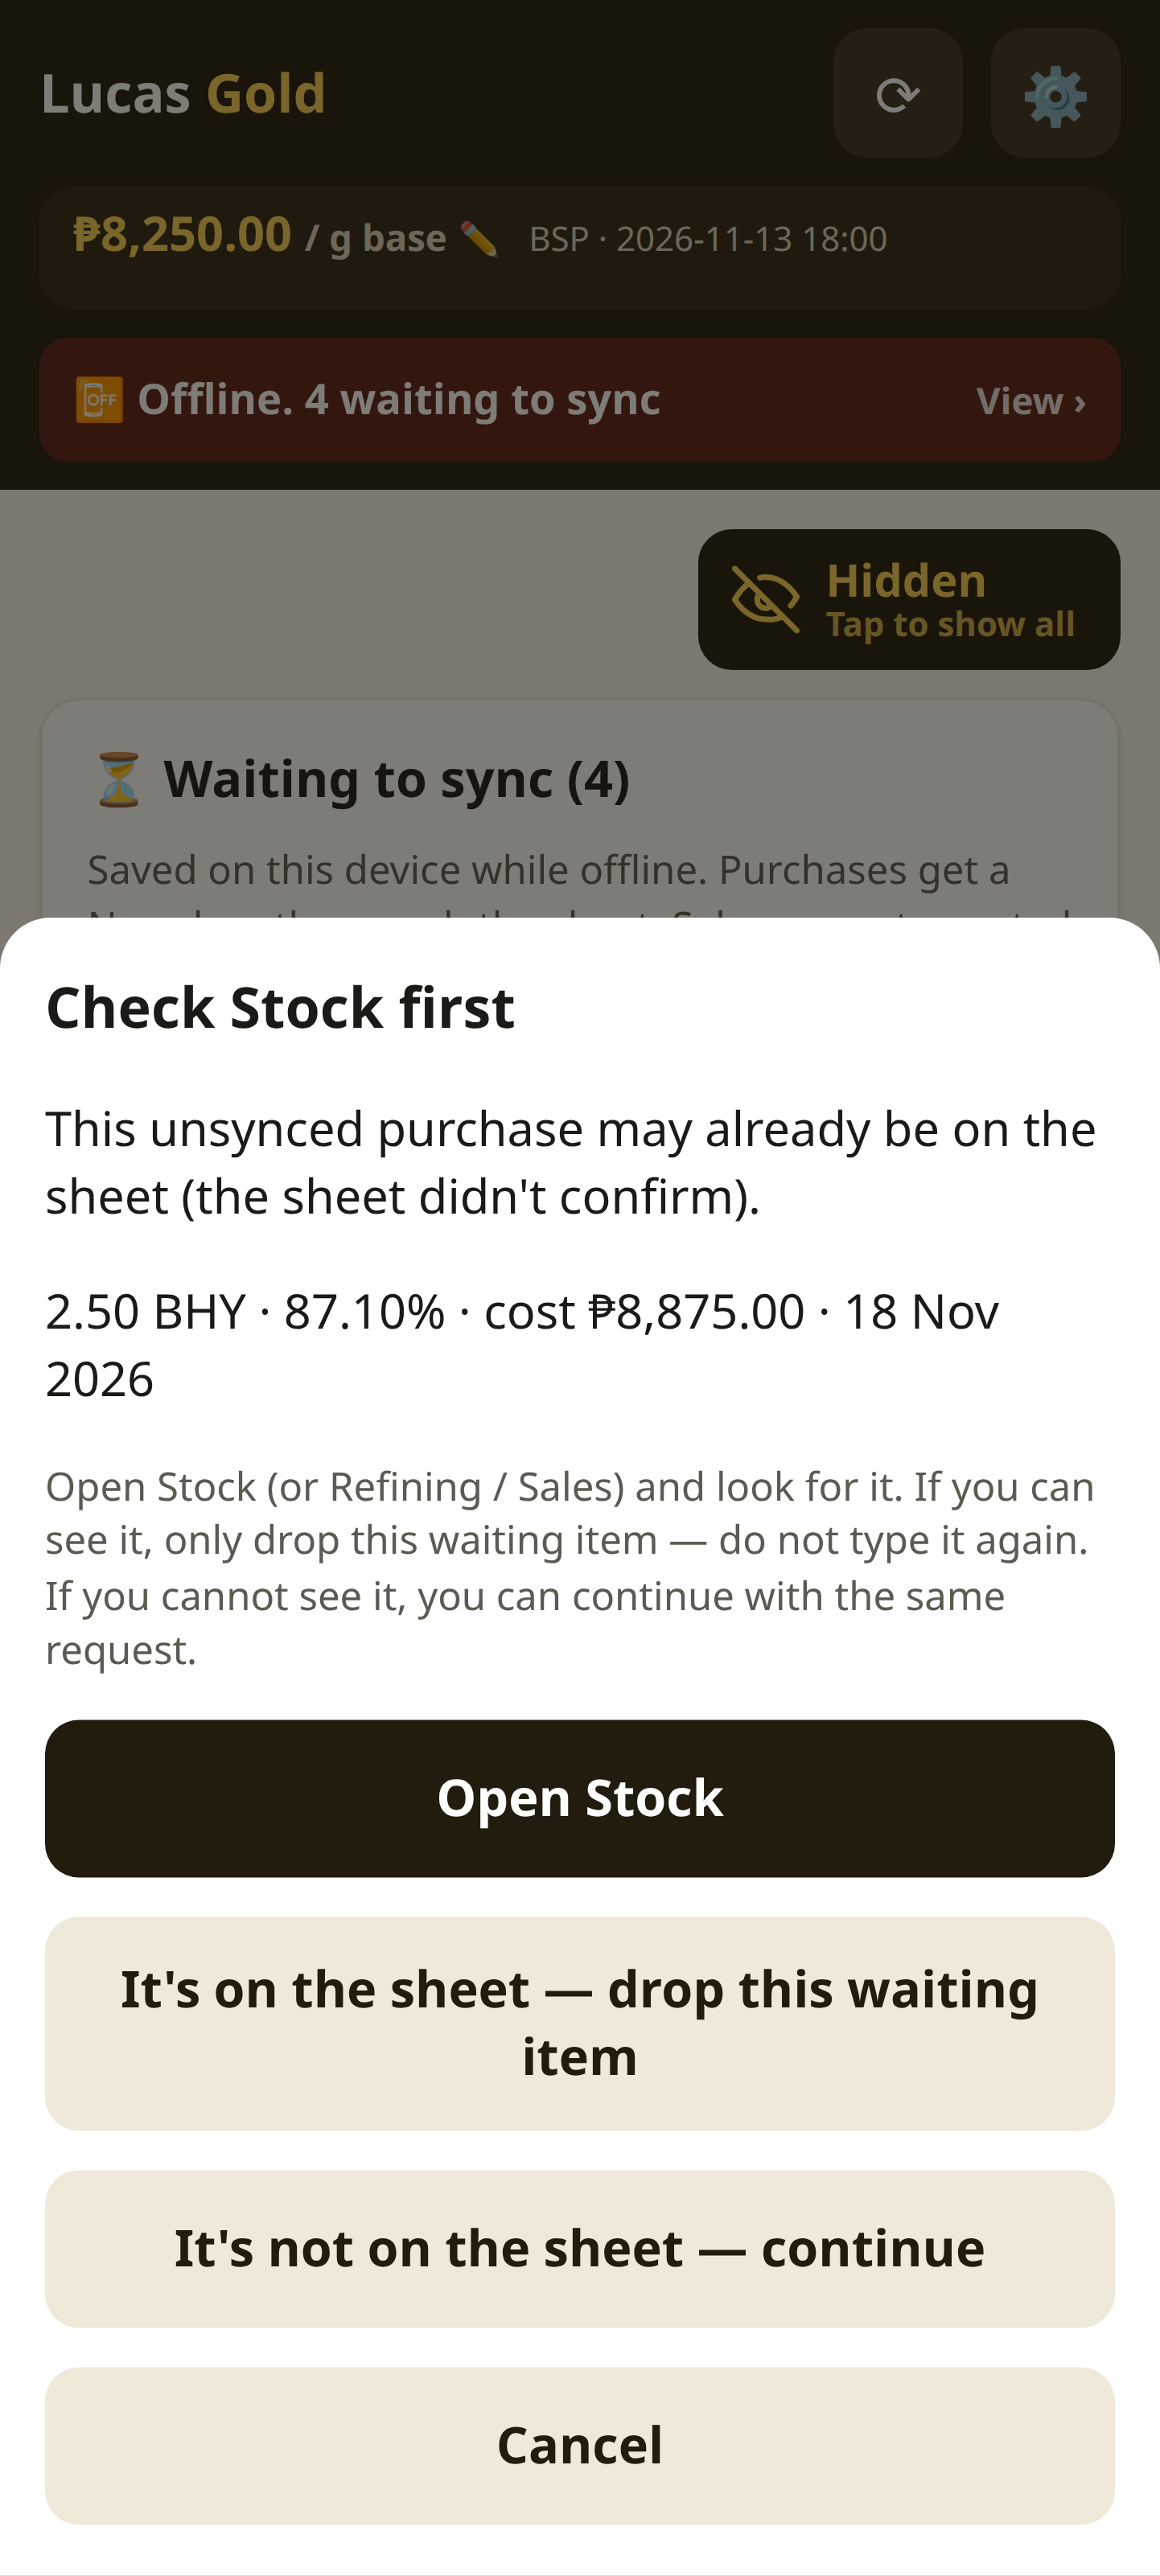 Lucas Gold
₱8,250.00 / g base BSP · 2026-11-13 18:00
OFF Offline. 4 waiting to sync View ›
Hidden
Tap to show all
Waiting to sync (4)
Saved on this device while offline. Purchases get a
Check Stock first
This unsynced purchase may already be on the
sheet (the sheet didn't confirm).
2.50 BHY · 87.10% · cost ₱8,875.00 · 18 Nov
2026
Open Stock (or Refining / Sales) and look for it. If you can
see it, only drop this waiting item — do not type it again.
If you cannot see it, you can continue with the same
request.
Open Stock
It's on the sheet — drop this waiting
item
It's not on the sheet — continue
Cancel